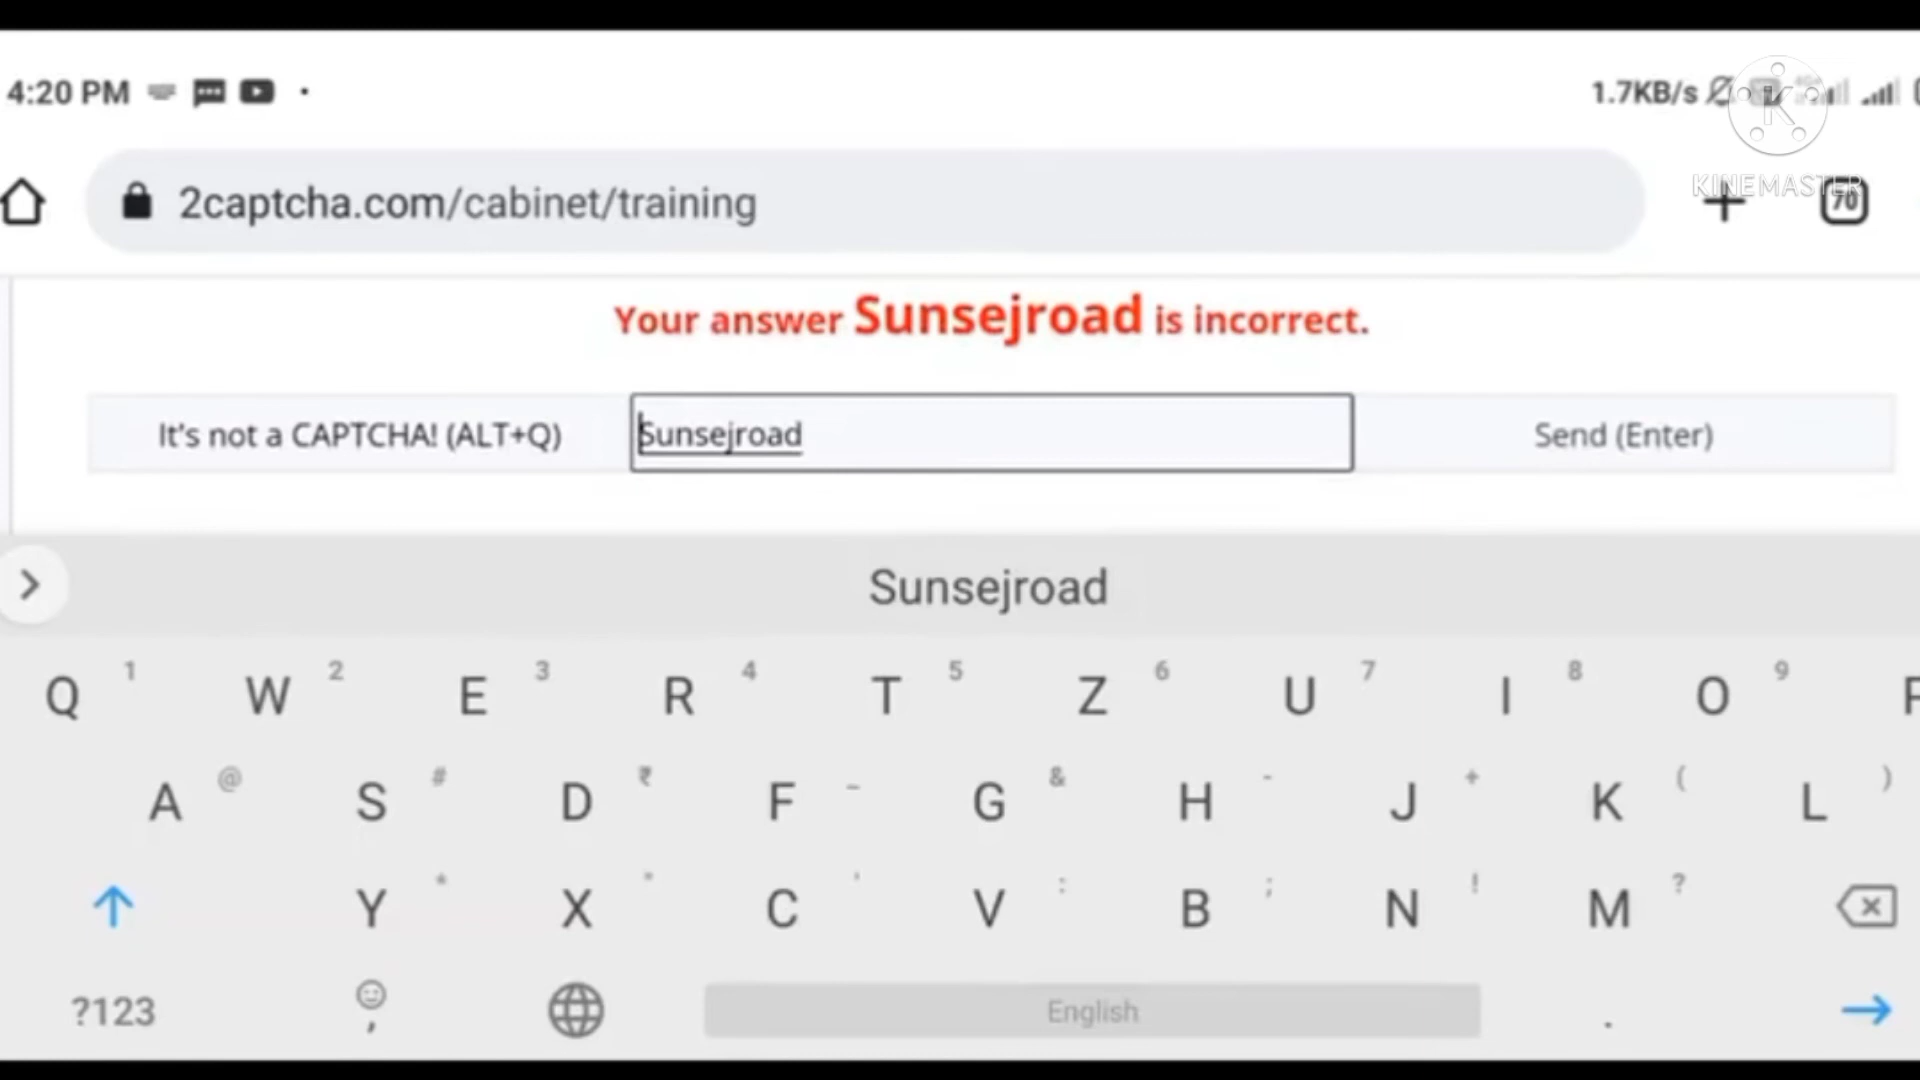 4:20 PM
1.7KB/s
KINEMASTER
2captcha.com/cabinet/training
70
Your answer Sunsejroad is incorrect.
It's not a CAPTCHA! (ALT+Q) Sunsejroad Send (Enter)
Sunsejroad
1 2 3 4 5 6 7 8 9
Q W E R T Z U I O P
@ # ₹ _ & - + ( )
A S D F G H J K L
* " ' : ; ! ?
Y X C V B N M
?123 , English .